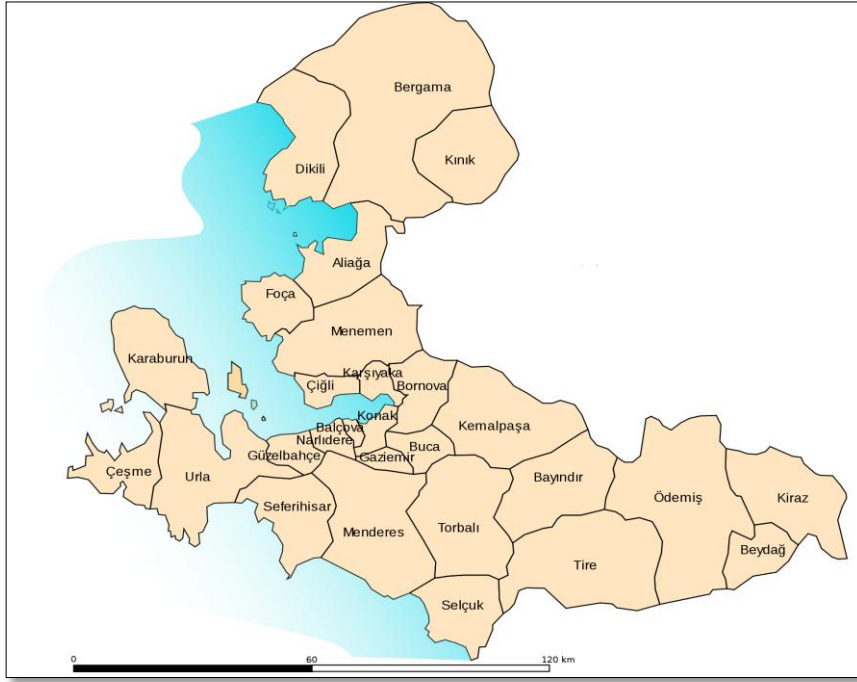 Bergama
Kınık
Dikili
Aliağa
Foça
Menemen
Karaburun
Karşıyaka
Çiğli
Bornova
Konak
Balçova
Narlıdere
Kemalpaşa
Buca
Güzelbahçe
Gaziemir
Çeşme
Urla
Bayındır
Ödemiş
Kiraz
Seferihisar
Menderes
Torbalı
Beydağ
Tire
Selçuk
0 60 120 km